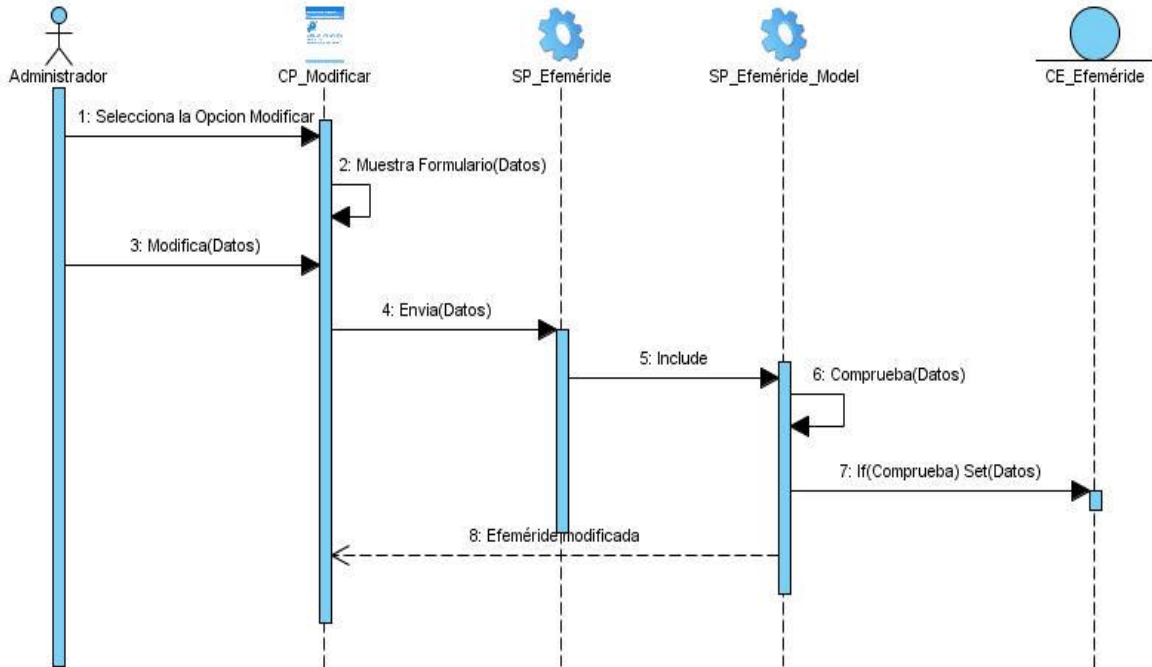 Administrador
CP_Modificar
SP_Efeméride
SP_Efeméride_Model
CE_Efeméride
1: Selecciona la Opcion Modificar
2: Muestra Formulario(Datos)
3: Modifica(Datos)
4: Envia(Datos)
5: Include
6: Comprueba(Datos)
7: If(Comprueba) Set(Datos)
8: Efeméride modificada